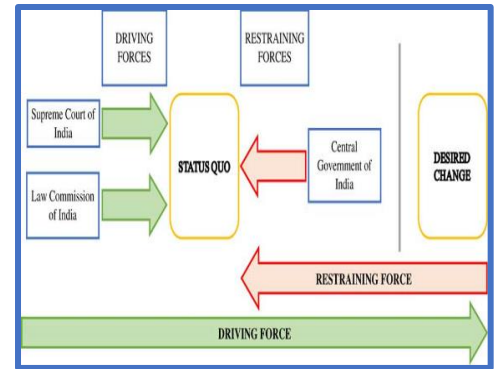 DRIVING
FORCES
RESTRAINING
FORCES
Supreme Court of
India
Law Commission
of India
STATUS QUO
Central
Government of
India
DESIRED
CHANGE
RESTRAINING FORCE
DRIVING FORCE